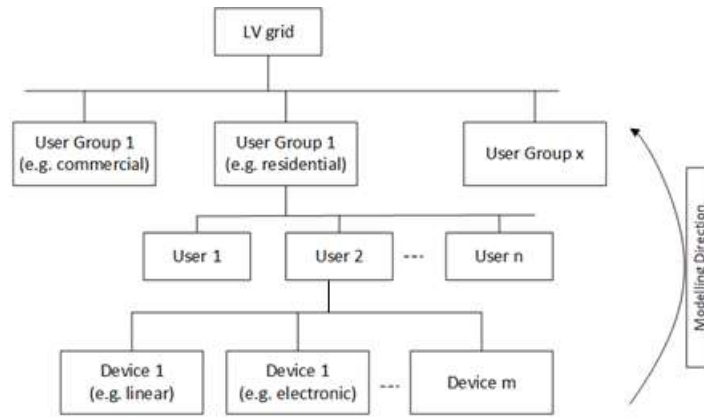 LV grid
User Group 1
(e.g. commercial)
User Group 1
(e.g. residential)
User Group x
User 1
User 2
---
User n
Modelling Direction
Device 1
(e.g. linear)
Device 1
(e.g. electronic)
---
Device m